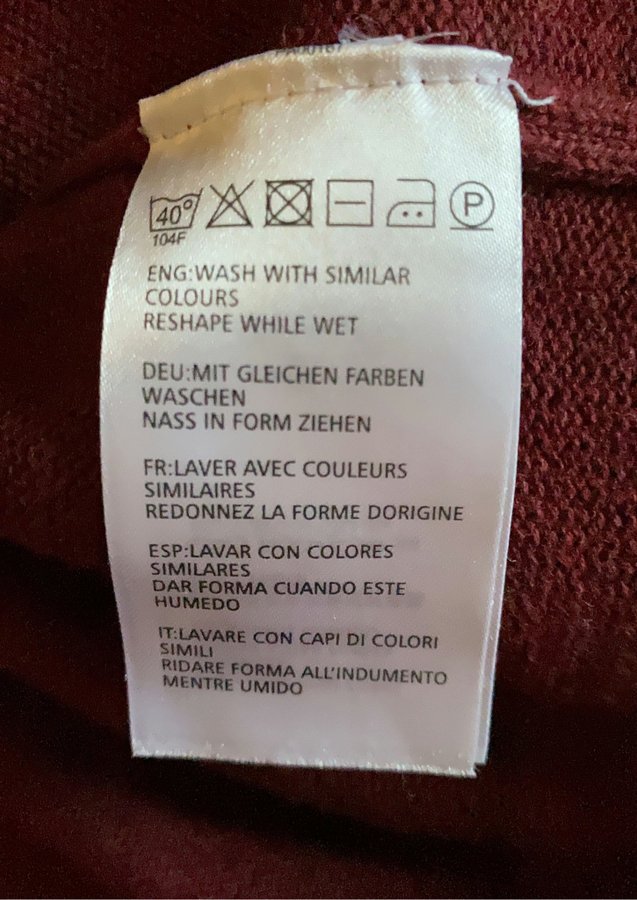 40°
104F
P
ENG:WASH WITH SIMILAR
COLOURS
RESHAPE WHILE WET
DEU:MIT GLEICHEN FARBEN
WASCHEN
NASS IN FORM ZIEHEN
FR:LAVER AVEC COULEURS
SIMILAIRES
REDONNEZ LA FORME DORIGINE
ESP:LAVAR CON COLORES
SIMILARES
DAR FORMA CUANDO ESTE
HUMEDO
IT:LAVARE CON CAPI DI COLORI
SIMILI
RIDARE FORMA ALL'INDUMENTO
MENTRE UMIDO